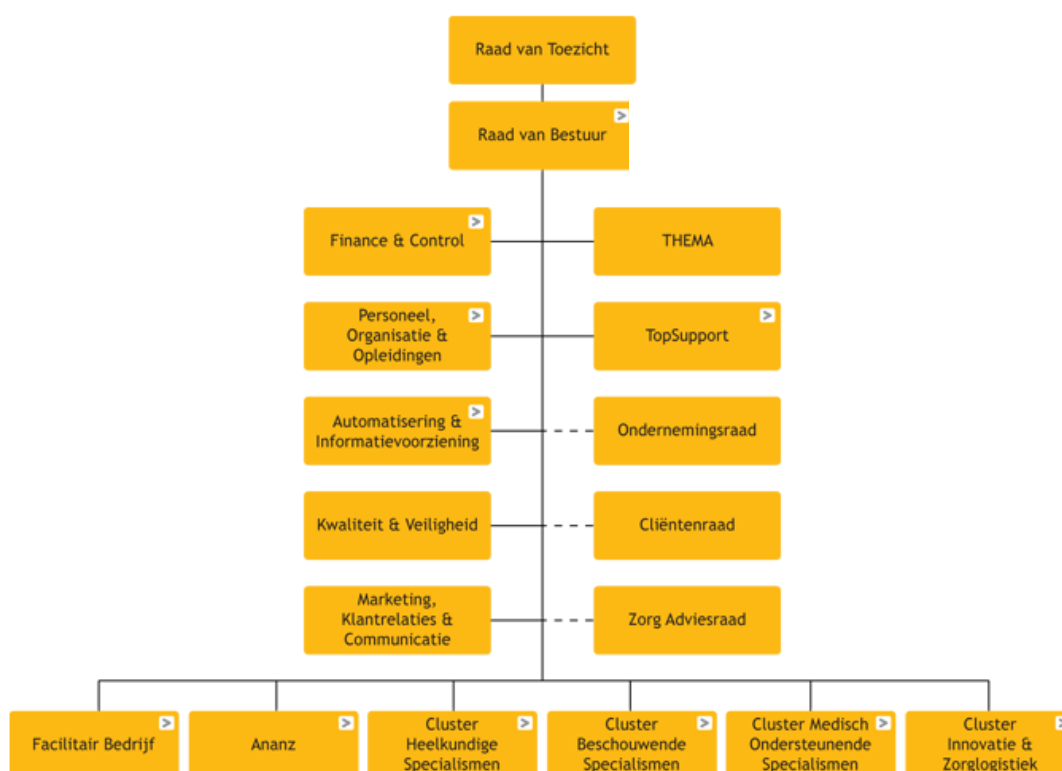 Raad van Toezicht
>
Raad van Bestuur
>
Finance & Control
THEMA
>
Personeel,
Organisatie &
Opleidingen
>
TopSupport
>
Automatisering &
Informatievoorziening
Ondernemingsraad
Kwaliteit & Veiligheid
Cliëntenraad
Marketing,
Klantrelaties &
Communicatie
Zorg Adviesraad
>
Facilitair Bedrijf
>
Ananz
>
Cluster
Heelkundige
Specialismen
>
Cluster
Beschouwende
Specialismen
>
Cluster Medisch
Ondersteunende
Specialismen
>
Cluster
Innovatie &
Zorglogistiek